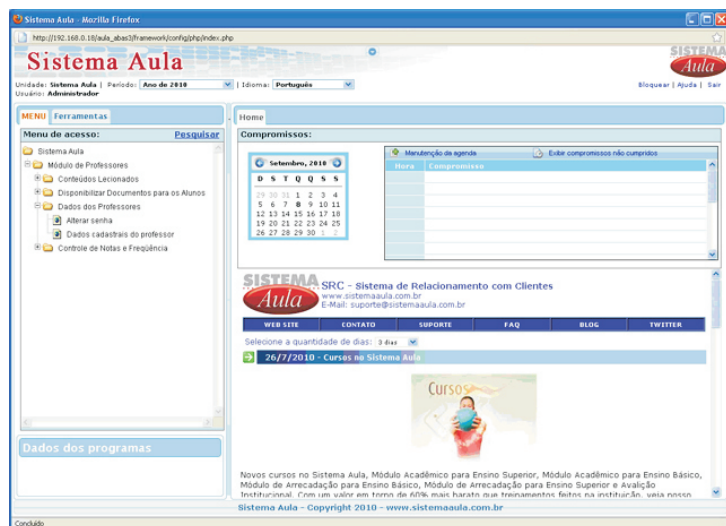 Sistema Aula - Mozilla Firefox
http://192.168.0.18/aula_abas3/framework/config/php/index.php
Sistema Aula
SISTEMA
Aula
Unidade: Sistema Aula | Período: Ano de 2010 | Idioma: Português
Usuário: Administrador
Bloquear | Ajuda | Sair
MENU Ferramentas
Menu de acesso: Pesquisar
Sistema Aula
Módulo de Professores
Conteúdos Lecionados
Disponibilizar Documentos para os Alunos
Dados dos Professores
Alterar senha
Dados cadastrais do professor
Controle de Notas e Freqüência
Dados dos programas
Home
Compromissos:
Setembro, 2010
D S T Q Q S S
29 30 31 1 2 3 4
5 6 7 8 9 10 11
12 13 14 15 16 17 18
19 20 21 22 23 24 25
26 27 28 29 30 1 2
Manutenção da agenda Exibir compromissos não cumpridos
Hora Compromisso
SISTEMA
Aula
SRC - Sistema de Relacionamento com Clientes
www.sistemaaula.com.br
E-Mail: suporte@sistemaaula.com.br
WEB SITE CONTATO SUPORTE FAQ BLOG TWITTER
Selecione a quantidade de dias: 3 dias
26/7/2010 - Cursos no Sistema Aula
Cursos
Novos cursos no Sistema Aula, Módulo Acadêmico para Ensino Superior, Módulo Acadêmico para Ensino Básico,
Módulo de Arrecadação para Ensino Básico, Módulo de Arrecadação para Ensino Superior e Avalição
Institucional. Com um valor em torno de 60% mais barato que treinamentos feitos na instituição, veja nosso
Sistema Aula - Copyright 2010 - www.sistemaaula.com.br
Concluído